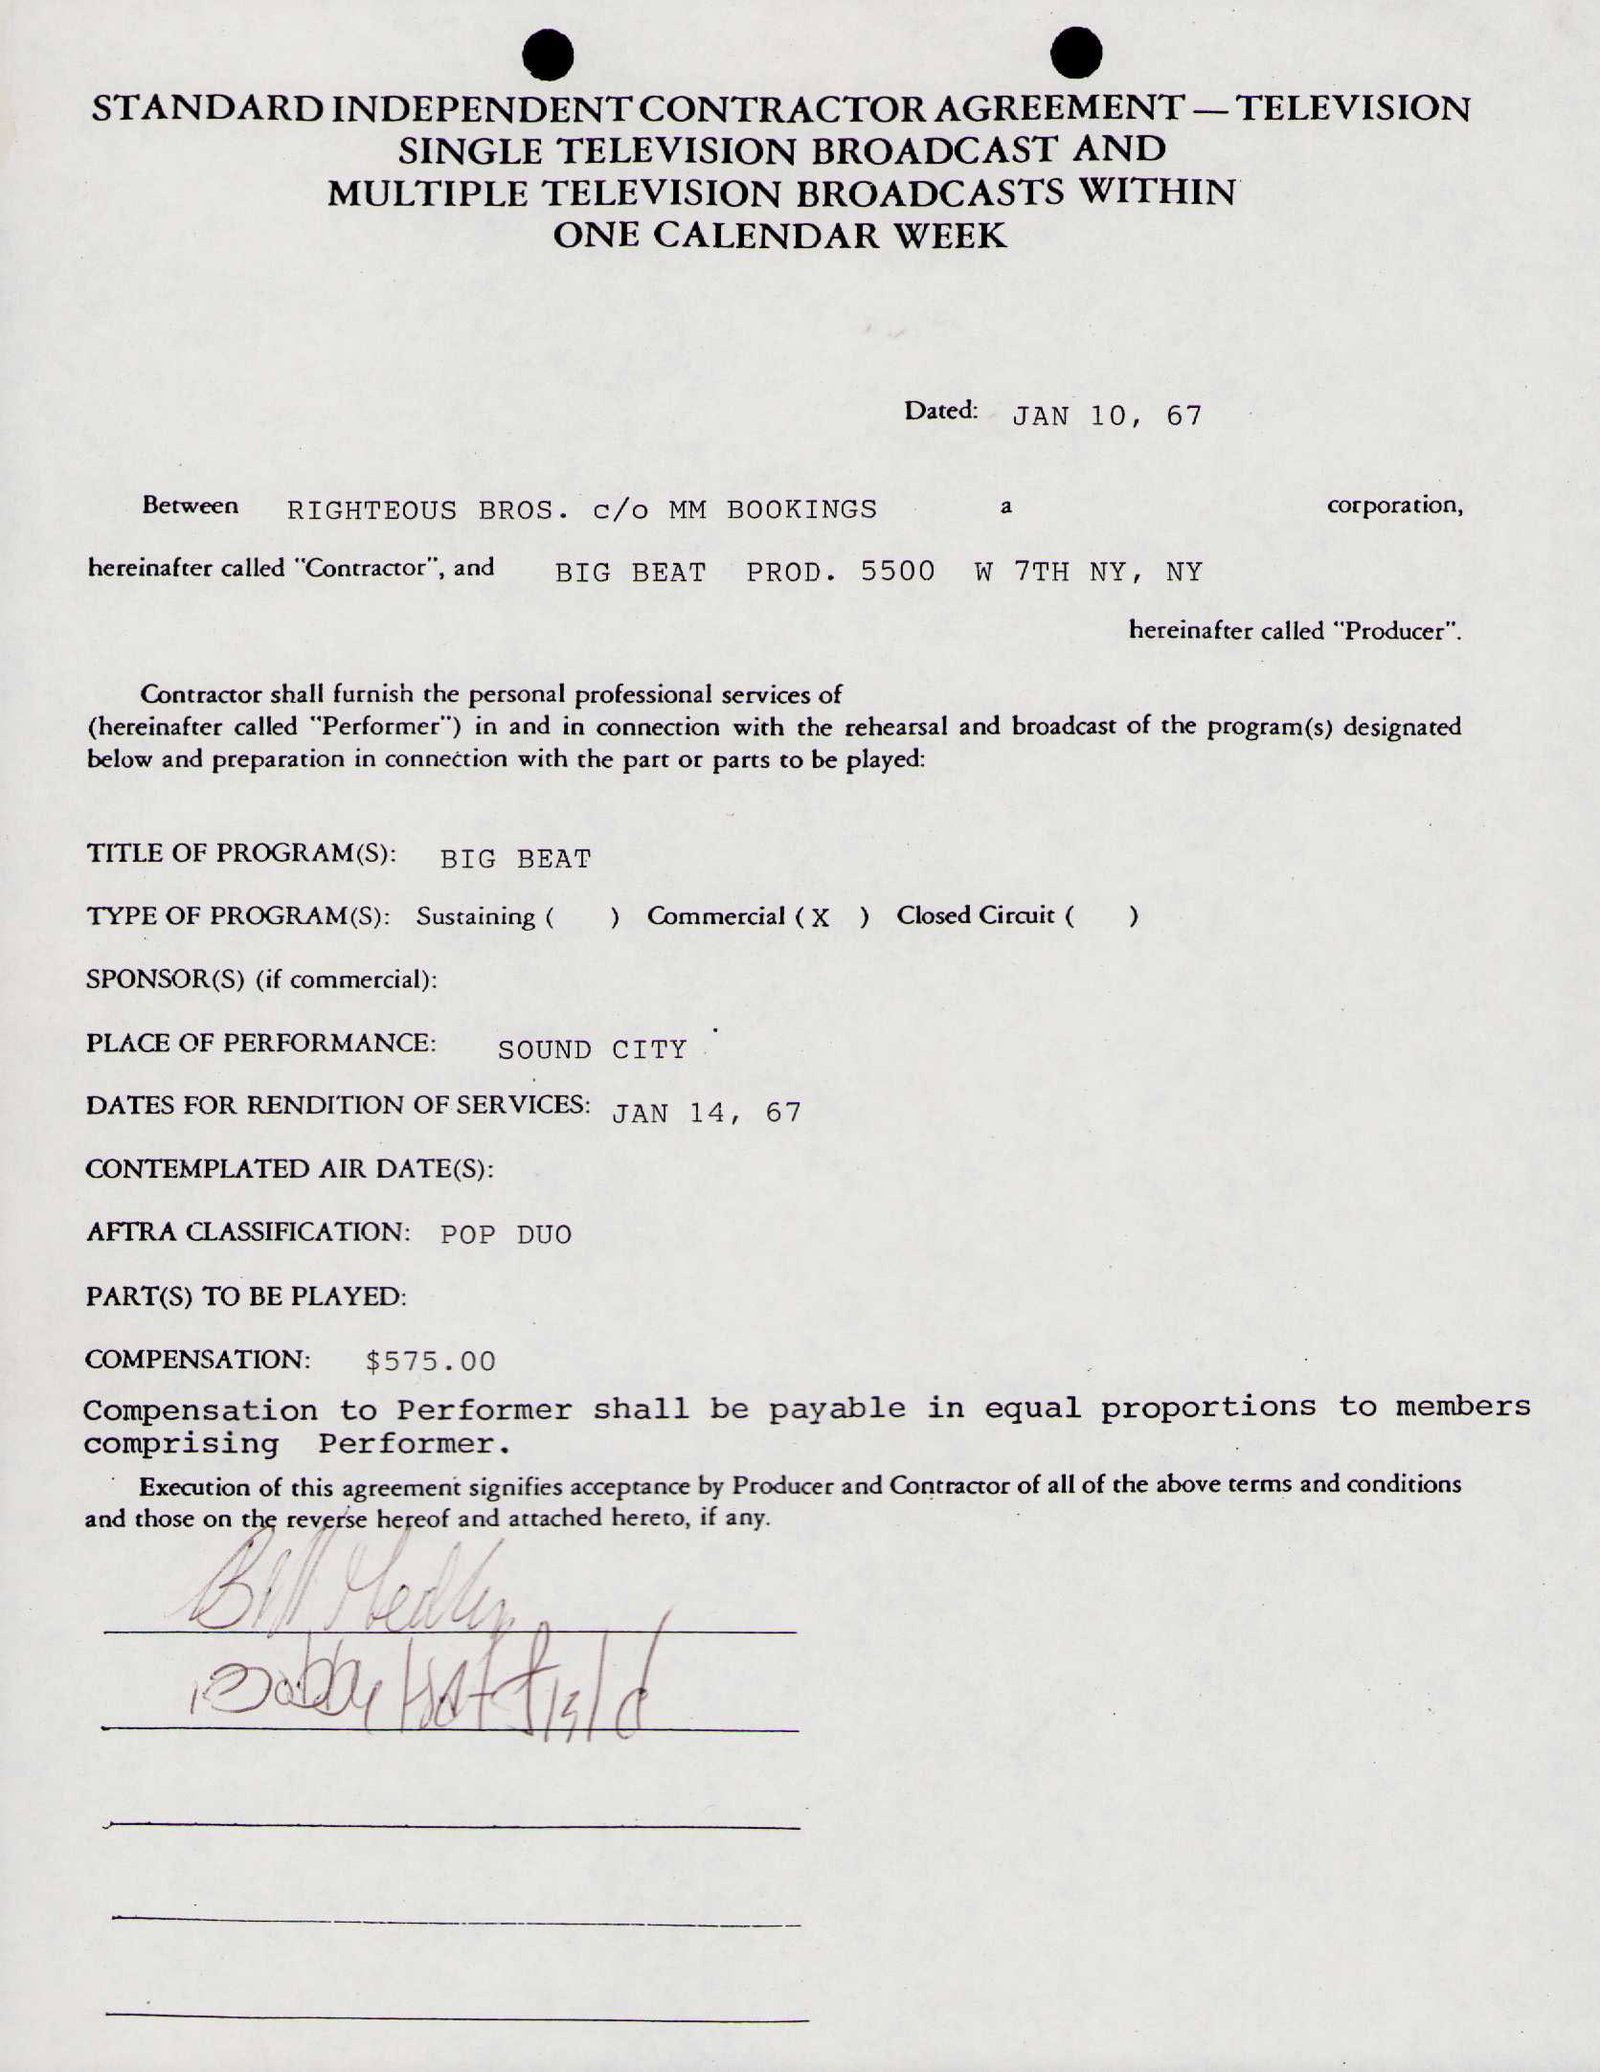 STANDARD INDEPENDENT CONTRACTOR AGREEMENT — TELEVISION
SINGLE TELEVISION BROADCAST AND
MULTIPLE TELEVISION BROADCASTS WITHIN
ONE CALENDAR WEEK
Dated: JAN 10, 67
Between RIGHTEOUS BROS. c/o MM BOOKINGS a corporation,
hereinafter called "Contractor", and BIG BEAT PROD. 5500 W 7TH NY, NY
hereinafter called "Producer".
Contractor shall furnish the personal professional services of
(hereinafter called "Performer") in and in connection with the rehearsal and broadcast of the program(s) designated
below and preparation in connection with the part or parts to be played:
TITLE OF PROGRAM(S): BIG BEAT
TYPE OF PROGRAM(S): Sustaining ( ) Commercial ( X ) Closed Circuit ( )
SPONSOR(S) (if commercial):
PLACE OF PERFORMANCE: SOUND CITY
DATES FOR RENDITION OF SERVICES: JAN 14, 67
CONTEMPLATED AIR DATE(S):
AFTRA CLASSIFICATION: POP DUO
PART(S) TO BE PLAYED:
COMPENSATION: $575.00
Compensation to Performer shall be payable in equal proportions to members
comprising Performer.
Execution of this agreement signifies acceptance by Producer and Contractor of all of the above terms and conditions
and those on the reverse hereof and attached hereto, if any.
Bill Medley
Bobby Hatfield